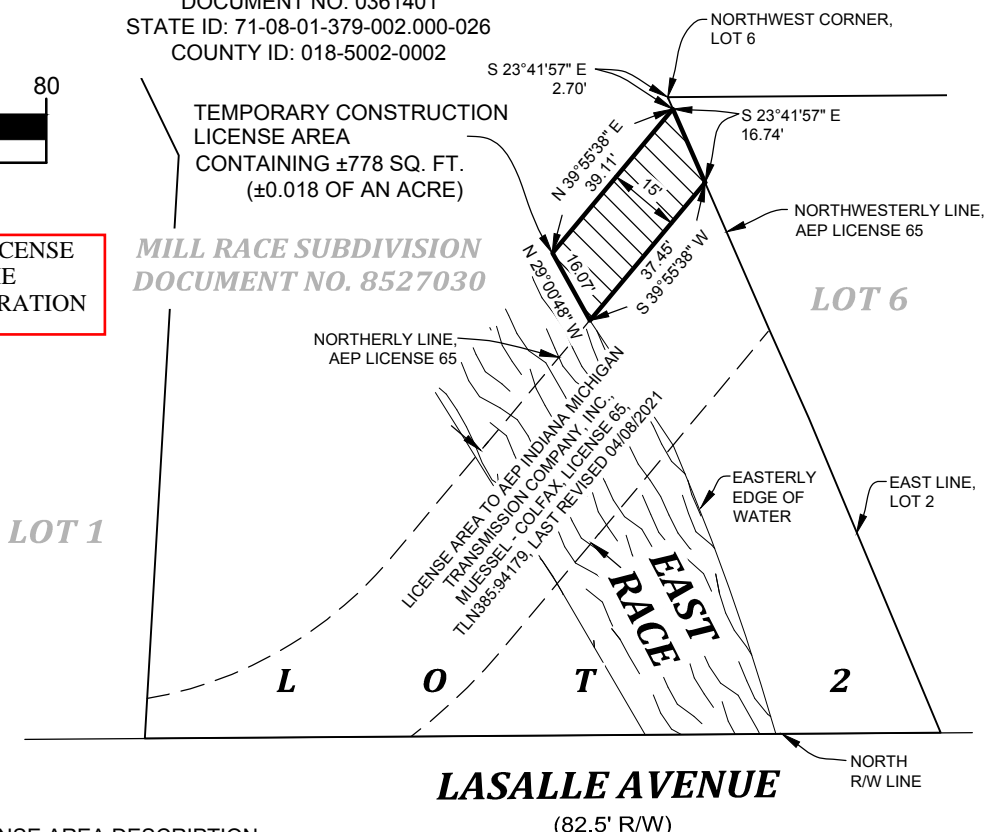 DOCUMENT NO. 0361401
STATE ID: 71-08-01-379-002.000-026
COUNTY ID: 018-5002-0002
80
NORTHWEST CORNER,
LOT 6
S 23°41'57" E
2.70'
TEMPORARY CONSTRUCTION
LICENSE AREA
CONTAINING ±778 SQ. FT.
(±0.018 OF AN ACRE)
N 39°55'38" E
39.11'
S 23°41'57" E
16.74'
15'
NORTHWESTERLY LINE,
AEP LICENSE 65
CENSE
RATION
MILL RACE SUBDIVISION
DOCUMENT NO. 8527030
16.07'
N 29°00'48" W
37.45'
S 39°55'38" W
LOT 6
NORTHERLY LINE,
AEP LICENSE 65
LICENSE AREA TO AEP INDIANA MICHIGAN
TRANSMISSION COMPANY, INC.,
MUESSEL - COLFAX, LICENSE 65,
TLN385:94179, LAST REVISED 04/08/2021
EASTERLY
EDGE OF
WATER
EAST LINE,
LOT 2
LOT 1
EAST
RACE
L O T 2
NORTH
R/W LINE
LASALLE AVENUE
(82.5' R/W)
NSE AREA DESCRIPTION